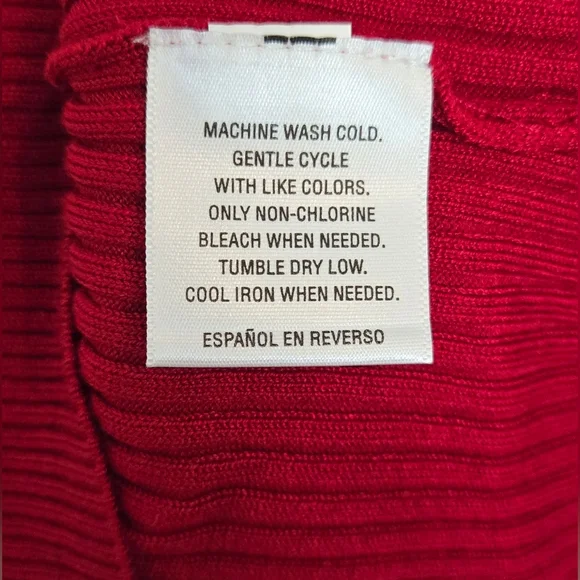 MACHINE WASH COLD.
GENTLE CYCLE
WITH LIKE COLORS.
ONLY NON-CHLORINE
BLEACH WHEN NEEDED.
TUMBLE DRY LOW.
COOL IRON WHEN NEEDED.
ESPAÑOL EN REVERSO